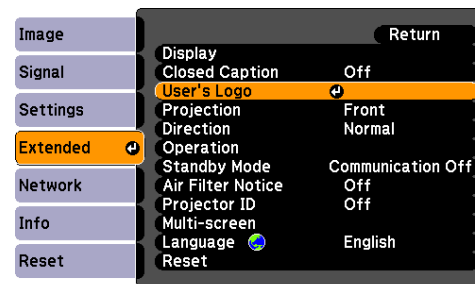 Image
Signal
Settings
Extended
Network
Info
Reset
Return
Display
Closed Caption Off
User's Logo
Projection Front
Direction Normal
Operation
Standby Mode Communication Off
Air Filter Notice Off
Projector ID Off
Multi-screen
Language English
Reset